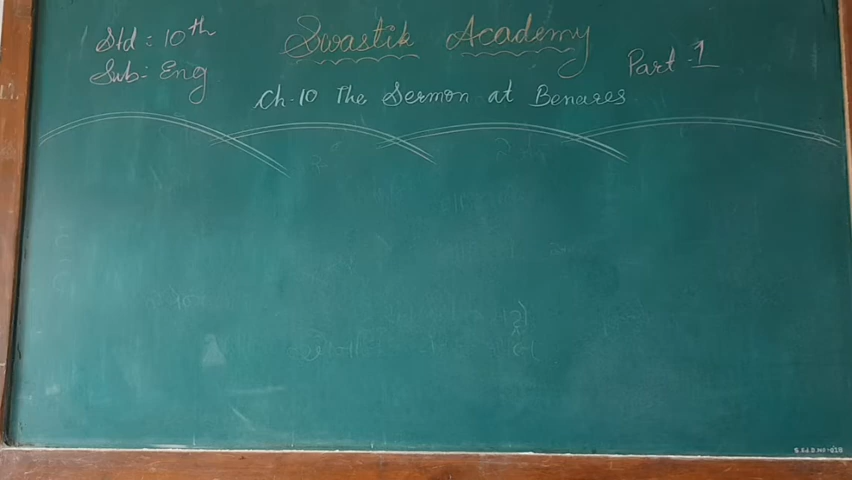 Std : 10th
Swastik Academy
Sub:- Eng
Part - 1
Ch. 10 The Sermon at Benares